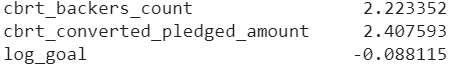 cbrt_backers_count 2.223352
cbrt_converted_pledged_amount 2.407593
log_goal -0.088115